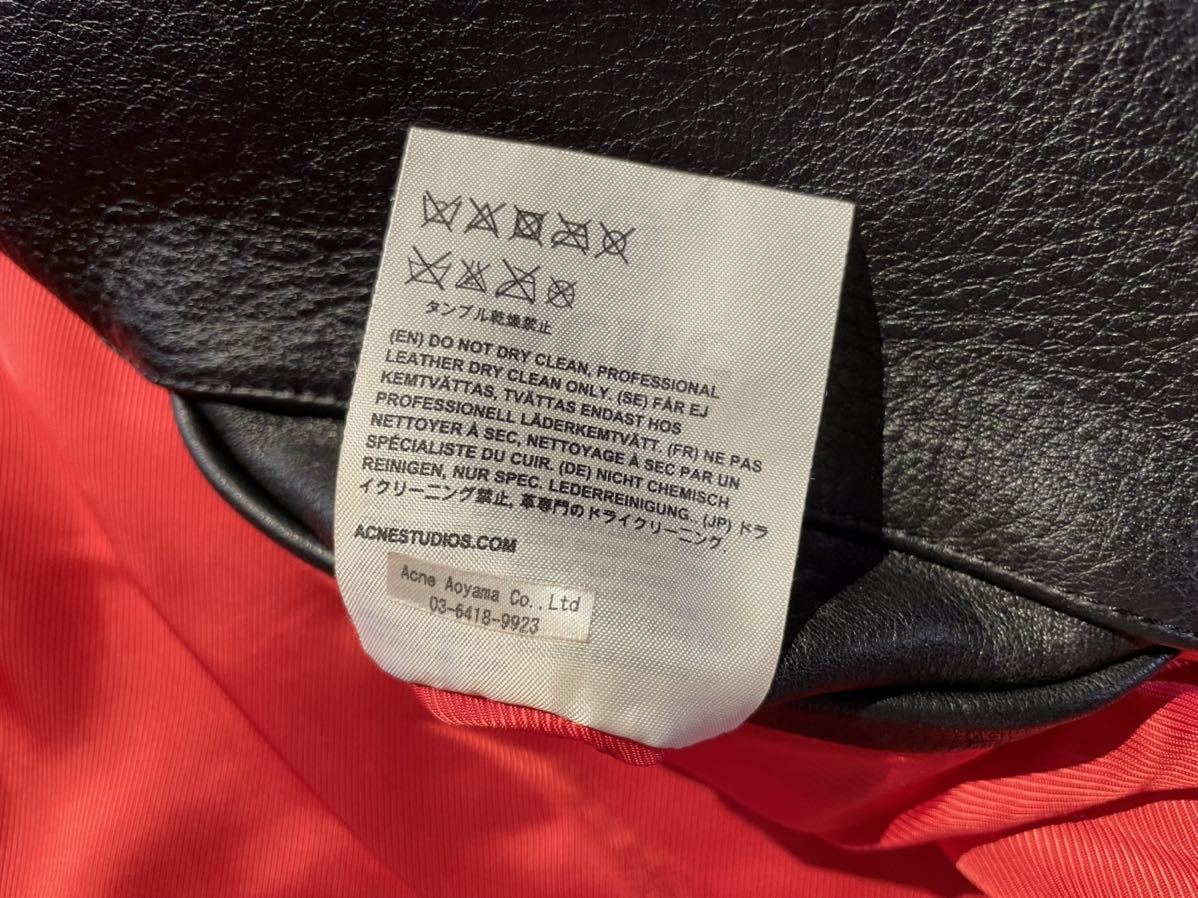 タンブル乾燥禁止
(EN) DO NOT DRY CLEAN, PROFESSIONAL
LEATHER DRY CLEAN ONLY. (SE) FÅR EJ
KEMTVÄTTAS, TVÄTTAS ENDAST HOS
PROFESSIONELL LÄDERKEMTVÄTT. (FR) NE PAS
NETTOYER À SEC, NETTOYAGE À SEC PAR UN
SPÉCIALISTE DU CUIR. (DE) NICHT CHEMISCH
REINIGEN, NUR SPEC. LEDERREINIGUNG.. (JP) ドラ
イクリーニング禁止, 革専門のドライクリーニング.
ACNESTUDIOS.COM
Acne Aoyama Co.,Ltd
03-6418-9923